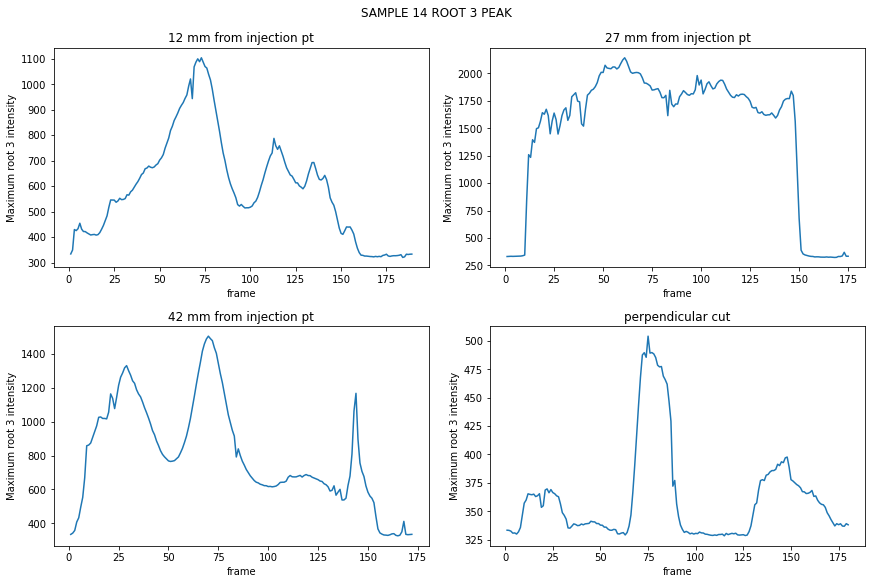 SAMPLE 14 ROOT 3 PEAK
12 mm from injection pt
Maximum root 3 intensity
1100
1000
900
800
700
600
500
400
300
0 25 50 75 100 125 150 175
frame
27 mm from injection pt
Maximum root 3 intensity
2000
1750
1500
1250
1000
750
500
250
0 25 50 75 100 125 150 175
frame
42 mm from injection pt
Maximum root 3 intensity
1400
1200
1000
800
600
400
0 25 50 75 100 125 150 175
frame
perpendicular cut
Maximum root 3 intensity
500
475
450
425
400
375
350
325
0 25 50 75 100 125 150 175
frame